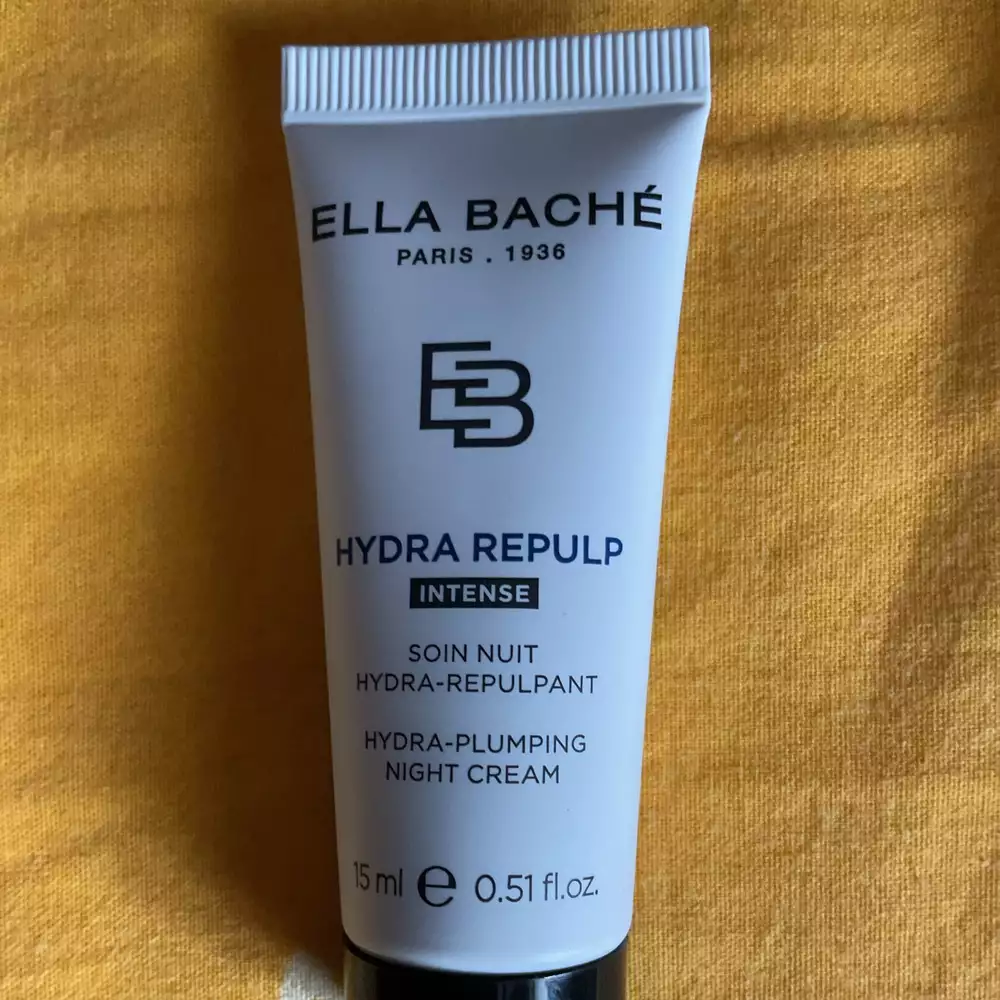 ELLA BACHÉ
PARIS . 1936
EB
HYDRA REPULP
INTENSE
SOIN NUIT
HYDRA-REPULPANT
HYDRA-PLUMPING
NIGHT CREAM
15 ml e 0.51 fl.oz.